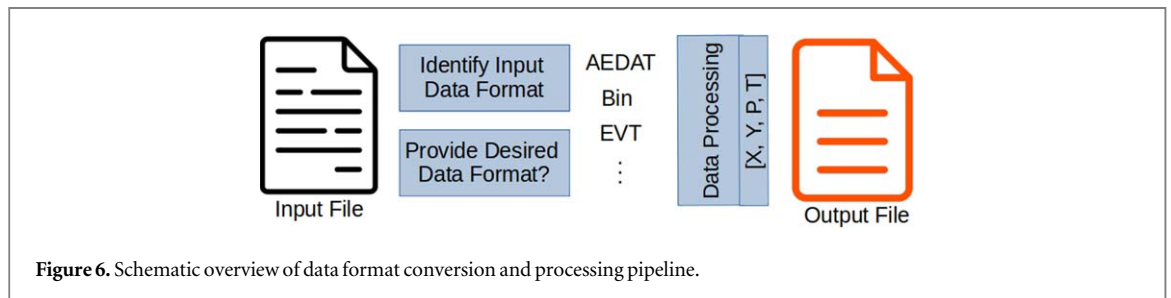 Identify Input
Data Format
Provide Desired
Data Format?
Input File
AEDAT
Bin
EVT
⋮
Data Processing
[X, Y, P, T]
Output File
Figure 6. Schematic overview of data format conversion and processing pipeline.